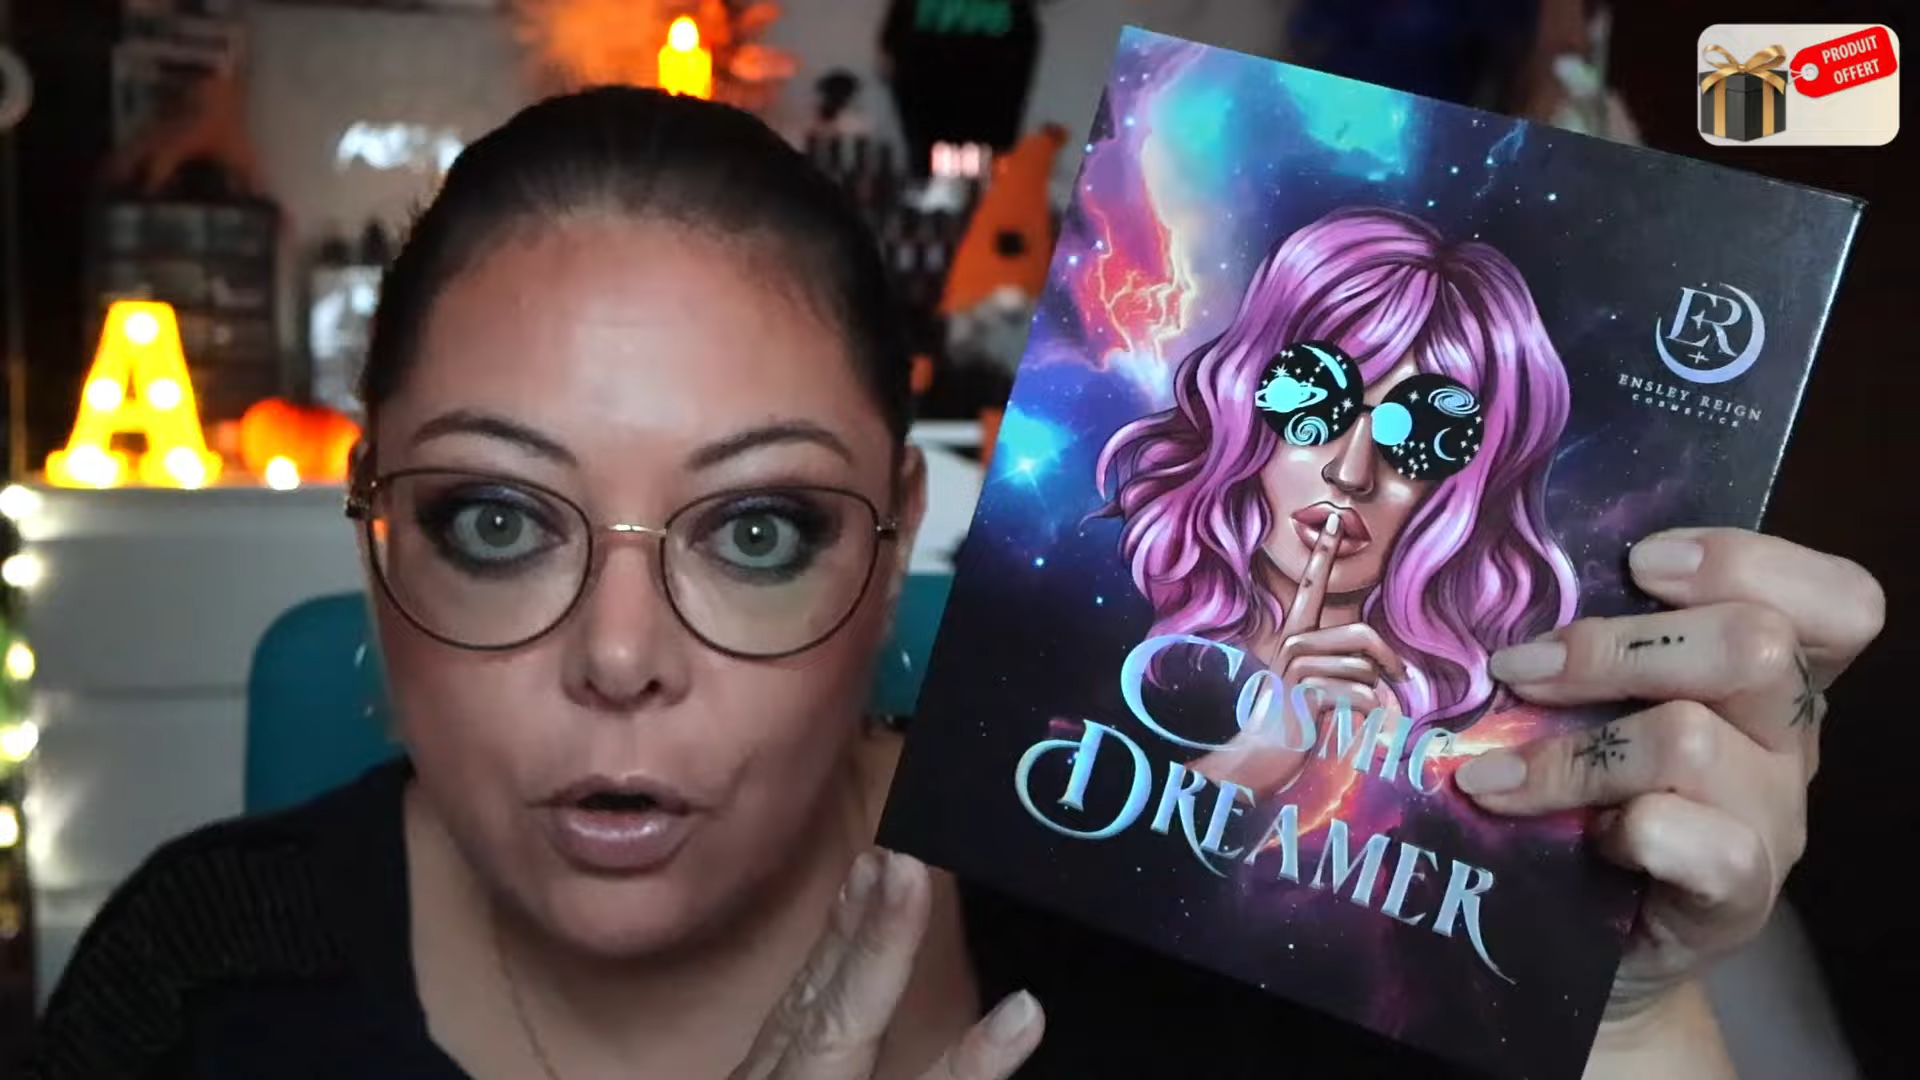 PRODUIT
OFFERT
A
ER
ENSLEY REIGN
COSMETICS
COSMIC
DREAMER